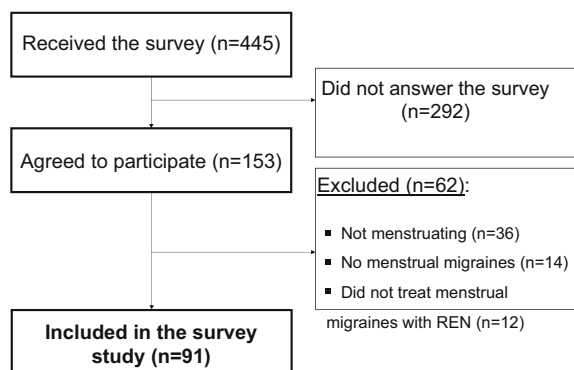 Received the survey (n=445)
Did not answer the survey
(n=292)
Agreed to participate (n=153)
Excluded (n=62):
▪ Not menstruating (n=36)
▪ No menstrual migraines (n=14)
▪ Did not treat menstrual
migraines with REN (n=12)
Included in the survey
study (n=91)